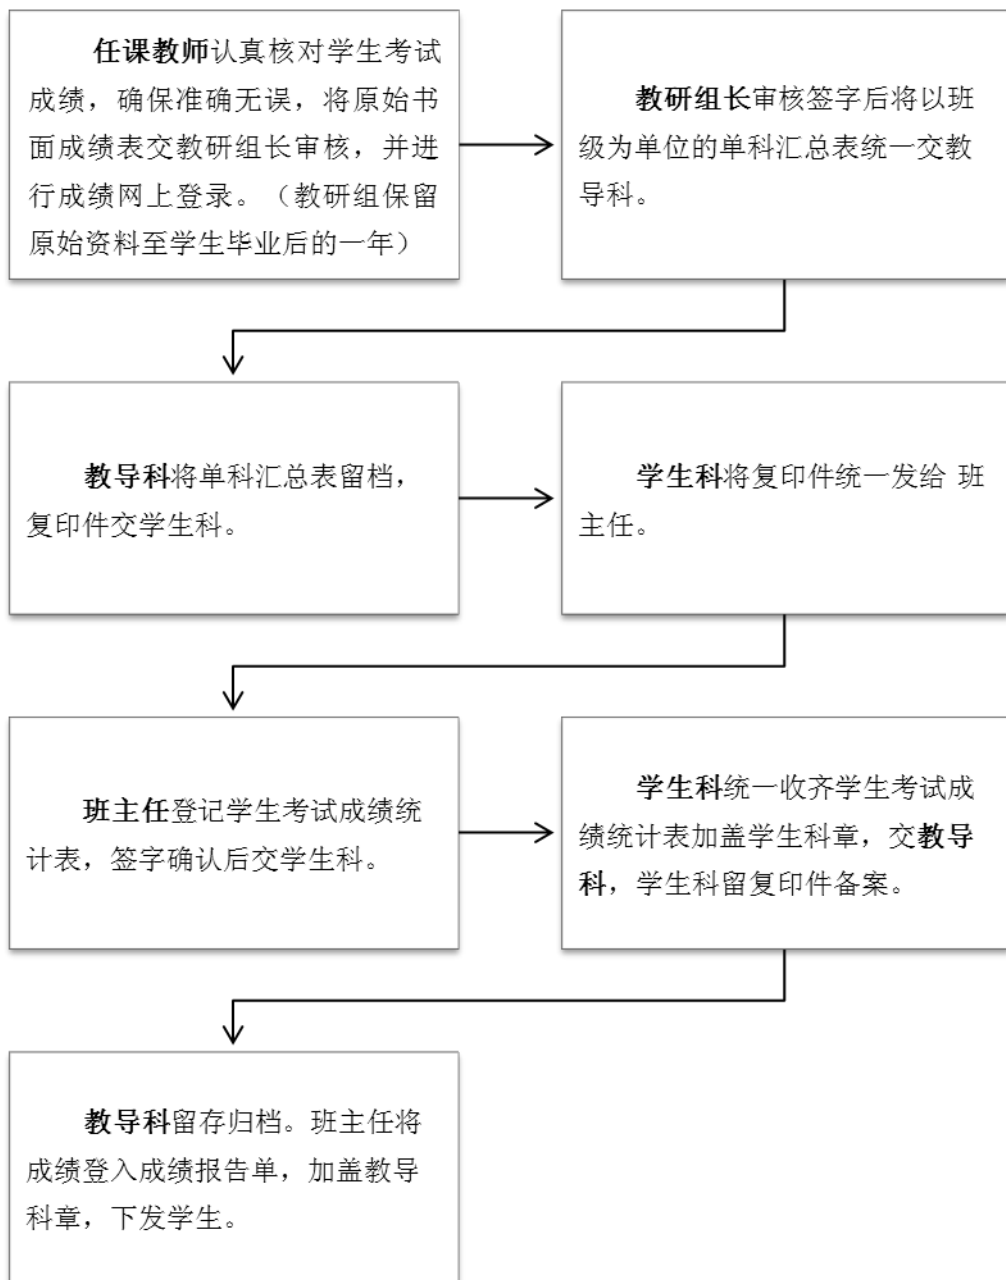 任课教师认真核对学生考试
成绩，确保准确无误，将原始书
面成绩表交教研组长审核，并进
行成绩网上登录。（教研组保留
原始资料至学生毕业后的一年）
教研组长审核签字后将以班
级为单位的单科汇总表统一交教
导科。
教导科将单科汇总表留档，
复印件交学生科。
学生科将复印件统一发给 班
主任。
班主任登记学生考试成绩统
计表，签字确认后交学生科。
学生科统一收齐学生考试成
绩统计表加盖学生科章，交教导
科，学生科留复印件备案。
教导科留存归档。班主任将
成绩登入成绩报告单，加盖教导
科章，下发学生。